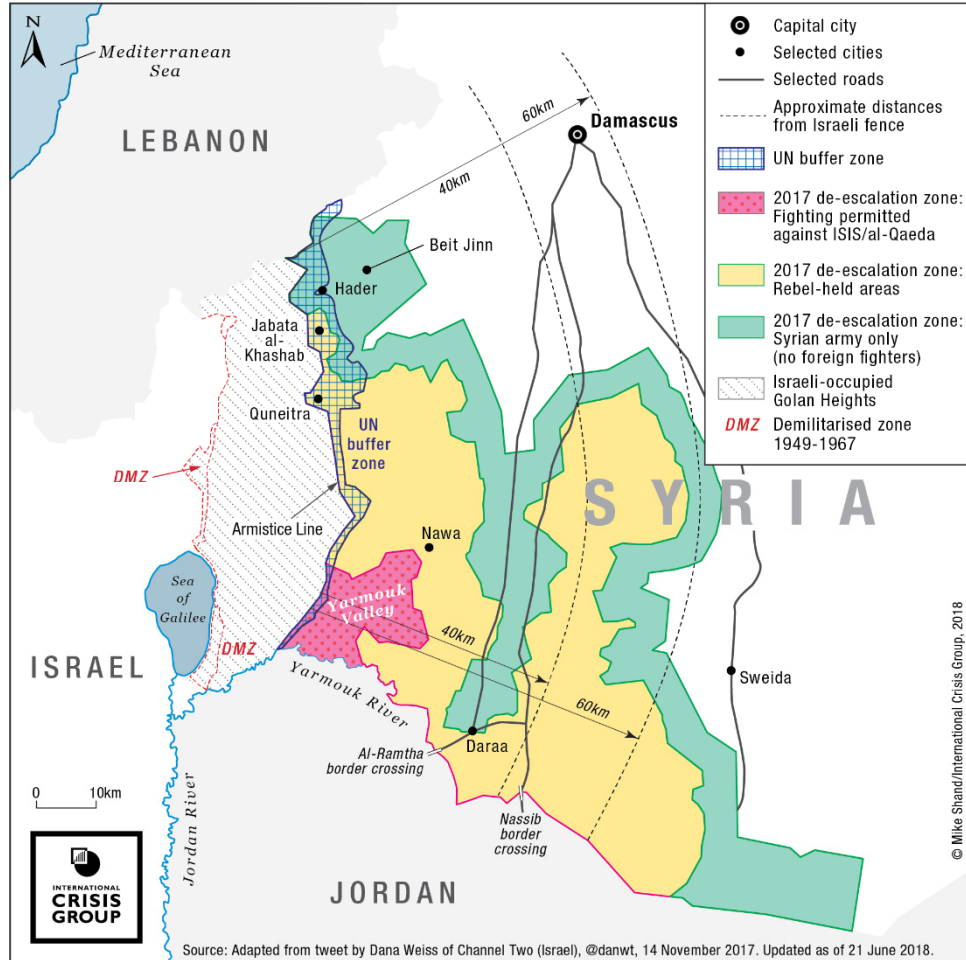 N
Mediterranean
Sea
LEBANON
60km
Damascus
40km
Beit Jinn
Hader
Jabata
al-
Khashab
Quneitra
UN
buffer
zone
DMZ
Armistice Line
SYRIA
Nawa
Sea
of
Galilee
Yarmouk
Valley
DMZ
40km
ISRAEL
Yarmouk River
60km
Sweida
Daraa
Al-Ramtha
border crossing
Nassib
border
crossing
0 10km
Jordan River
JORDAN
INTERNATIONAL
CRISIS
GROUP
Capital city
Selected cities
Selected roads
Approximate distances
from Israeli fence
UN buffer zone
2017 de-escalation zone:
Fighting permitted
against ISIS/al-Qaeda
2017 de-escalation zone:
Rebel-held areas
2017 de-escalation zone:
Syrian army only
(no foreign fighters)
Israeli-occupied
Golan Heights
DMZ Demilitarised zone
1949-1967
© Mike Shand/International Crisis Group, 2018
Source: Adapted from tweet by Dana Weiss of Channel Two (Israel), @danwt, 14 November 2017. Updated as of 21 June 2018.